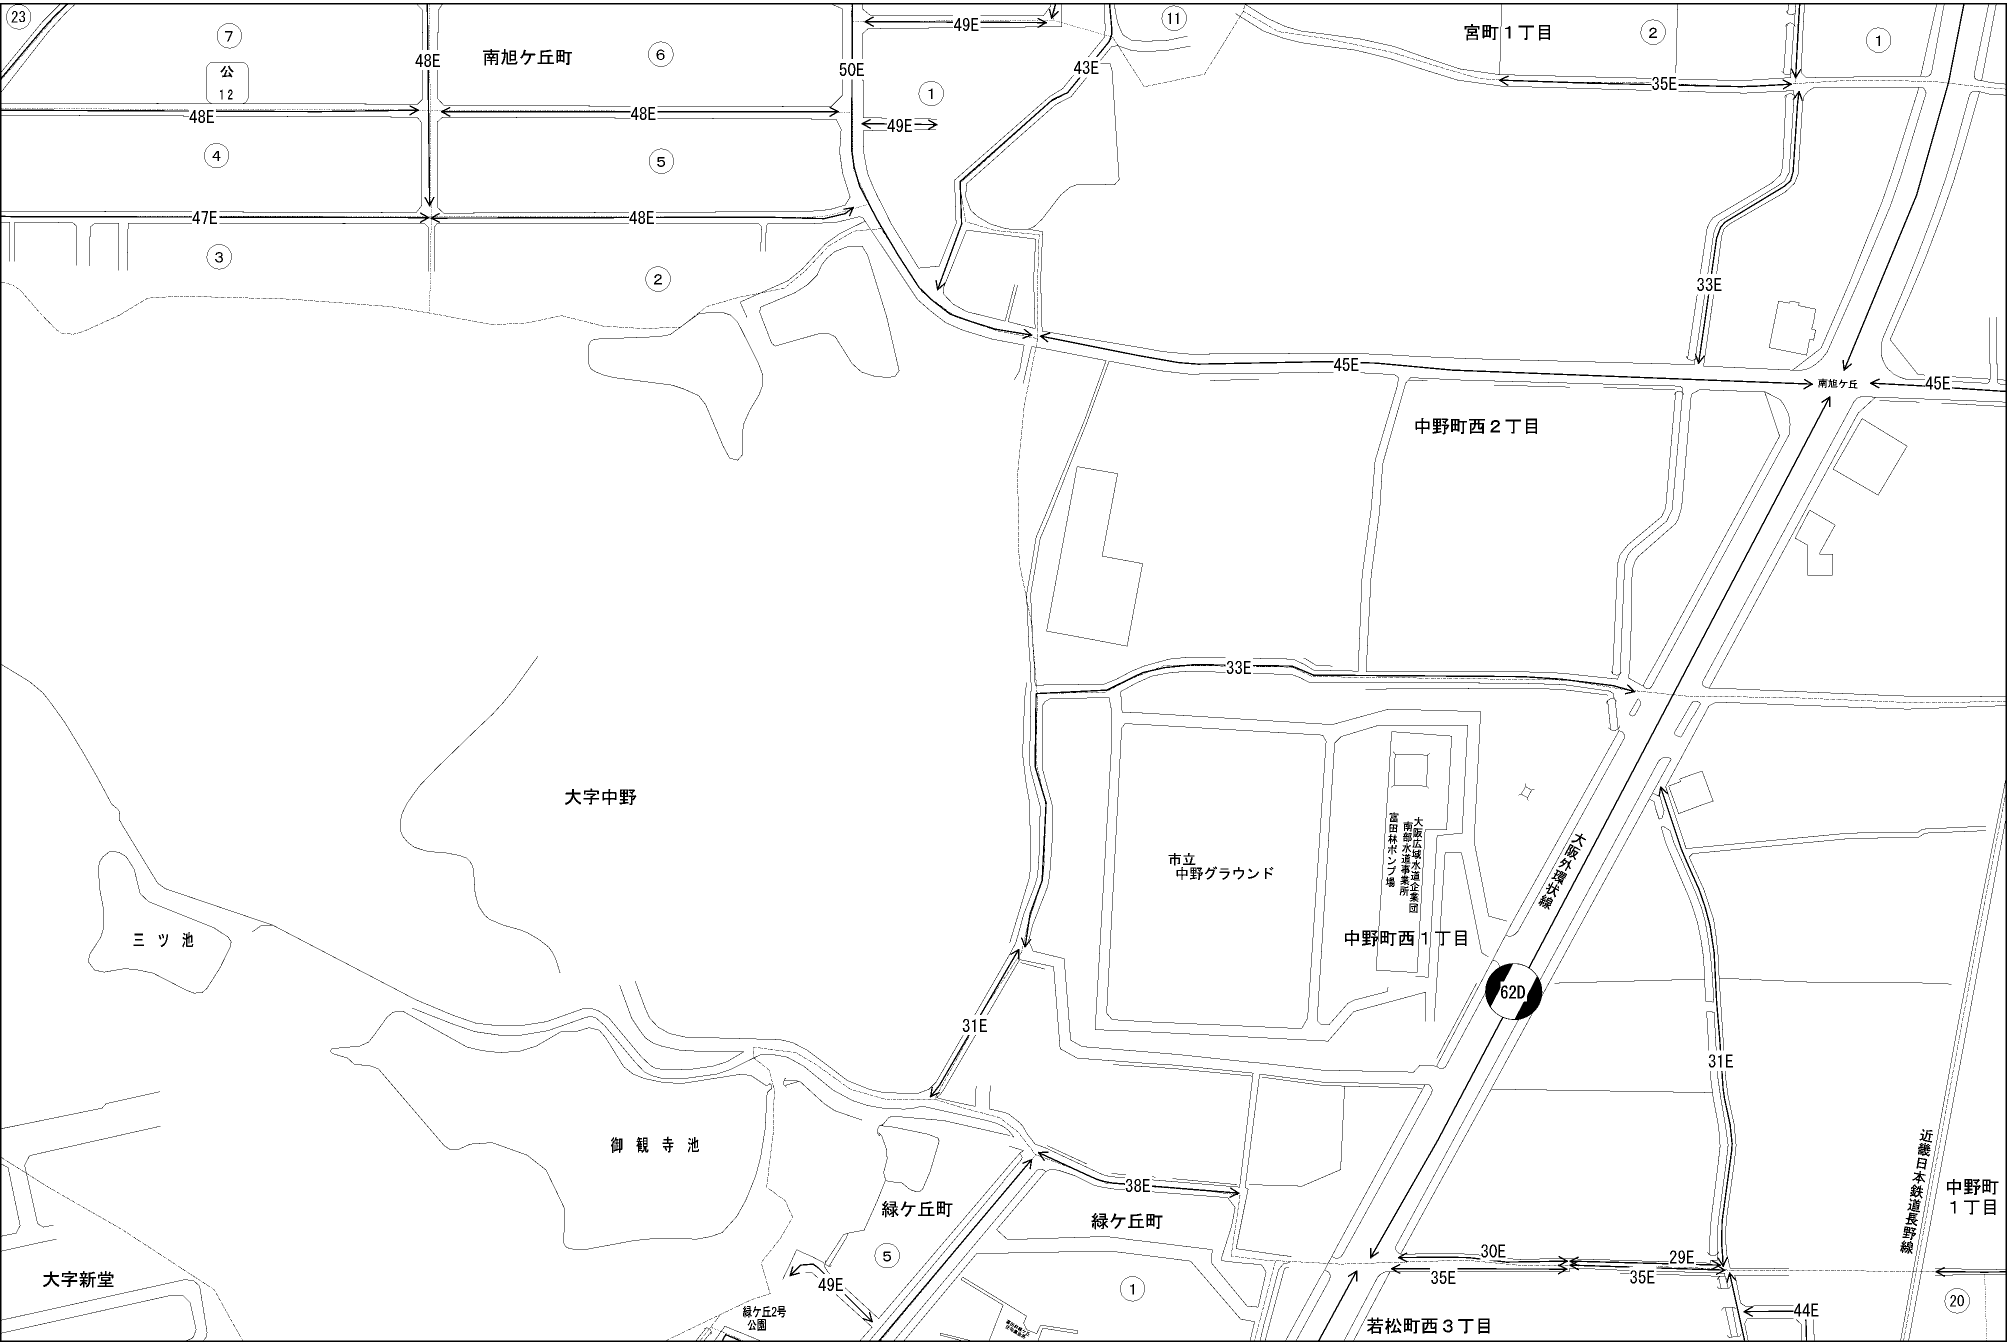 23
7
公
12
48E
南旭ケ丘町
6
50E
49E
11
43E
宮町1丁目
2
1
35E
48E
48E
1
49E
4
5
47E
48E
3
2
33E
45E
南旭ケ丘
45E
中野町西2丁目
33E
大字中野
市立
中野グラウンド
大阪広域水道企業団
南部水道事業所
富田林ポンプ場
大阪外環状線
三ツ池
中野町西1丁目
62D
31E
31E
御観寺池
38E
近畿日本鉄道長野線
中野町
1丁目
緑ケ丘町
緑ケ丘町
5
30E
29E
35E
35E
大字新堂
49E
1
20
緑ケ丘2号
公園
若松町西3丁目
44E